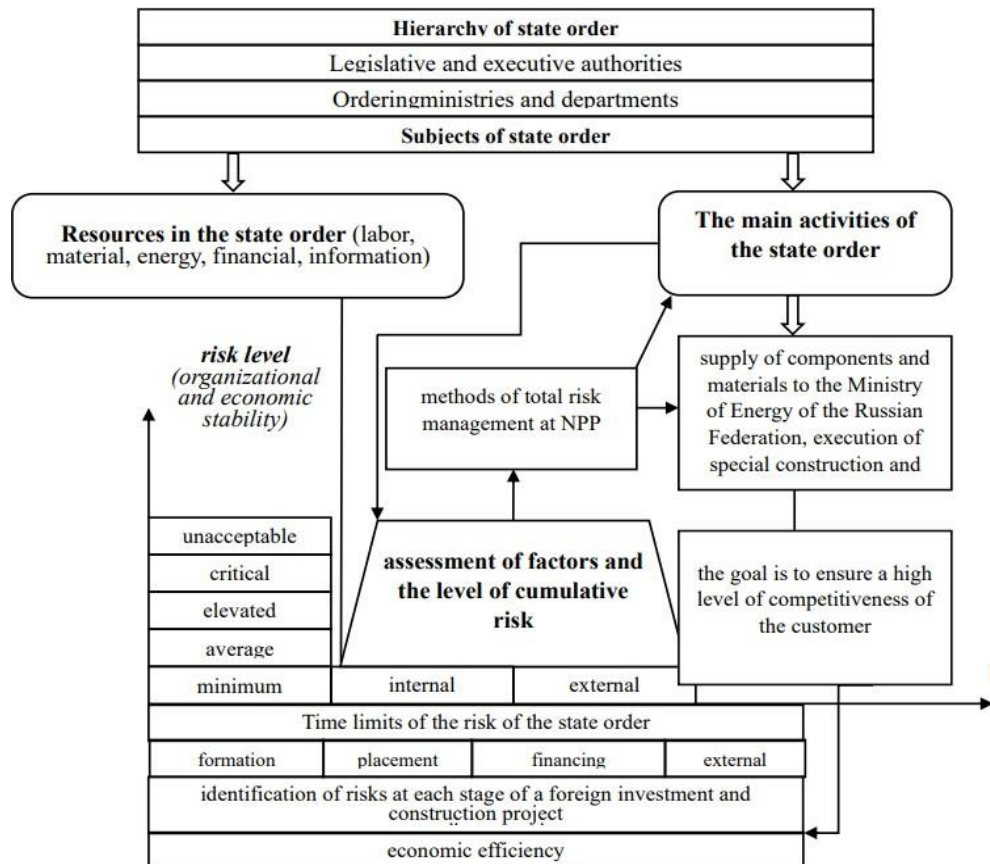 Hierarchy of state order
Legislative and executive authorities
Orderingministries and departments
Subjects of state order
Resources in the state order (labor,
material, energy, financial, information)
The main activities of
the state order
risk level
(organizational
and economic
stability)
methods of total risk
management at NPP
supply of components and
materials to the Ministry
of Energy of the Russian
Federation, execution of
special construction and
unacceptable
critical
elevated
average
minimum
assessment of factors and
the level of cumulative
risk
the goal is to ensure a high
level of competitiveness of
the customer
internal
external
Time limits of the risk of the state order
formation
placement
financing
external
identification of risks at each stage of a foreign investment and
construction project
economic efficiency